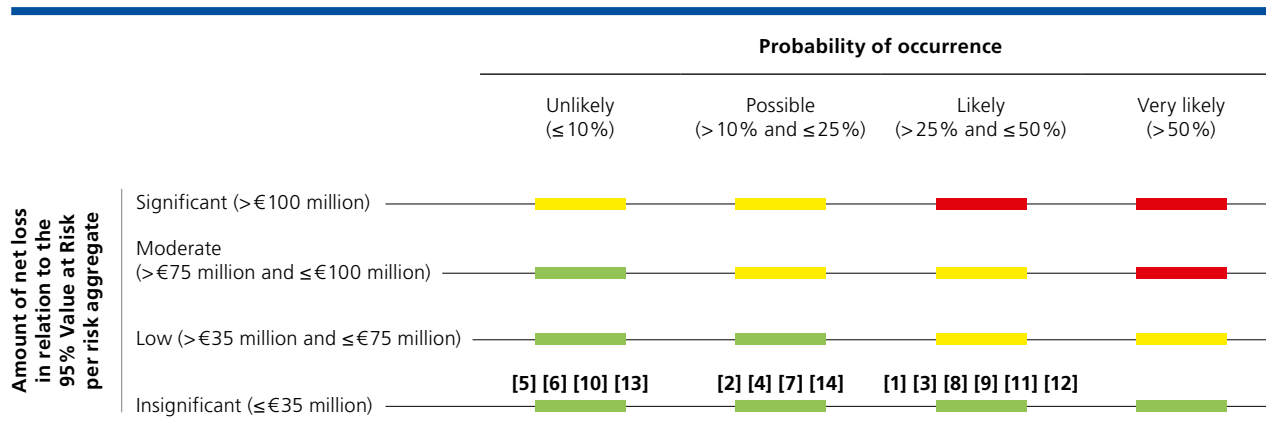 Probability of occurrence
Unlikely
(≤ 10 %)
Possible
(> 10 % and ≤ 25 %)
Likely
(> 25 % and ≤ 50 %)
Very likely
(> 50 %)
Amount of net loss
in relation to the
95 % Value at Risk
per risk aggregate
Significant (> € 100 million)
Moderate
(> € 75 million and ≤ € 100 million)
Low (> € 35 million and ≤ € 75 million)
[5] [6] [10] [13]
[2] [4] [7] [14]
[1] [3] [8] [9] [11] [12]
Insignificant (≤ € 35 million)